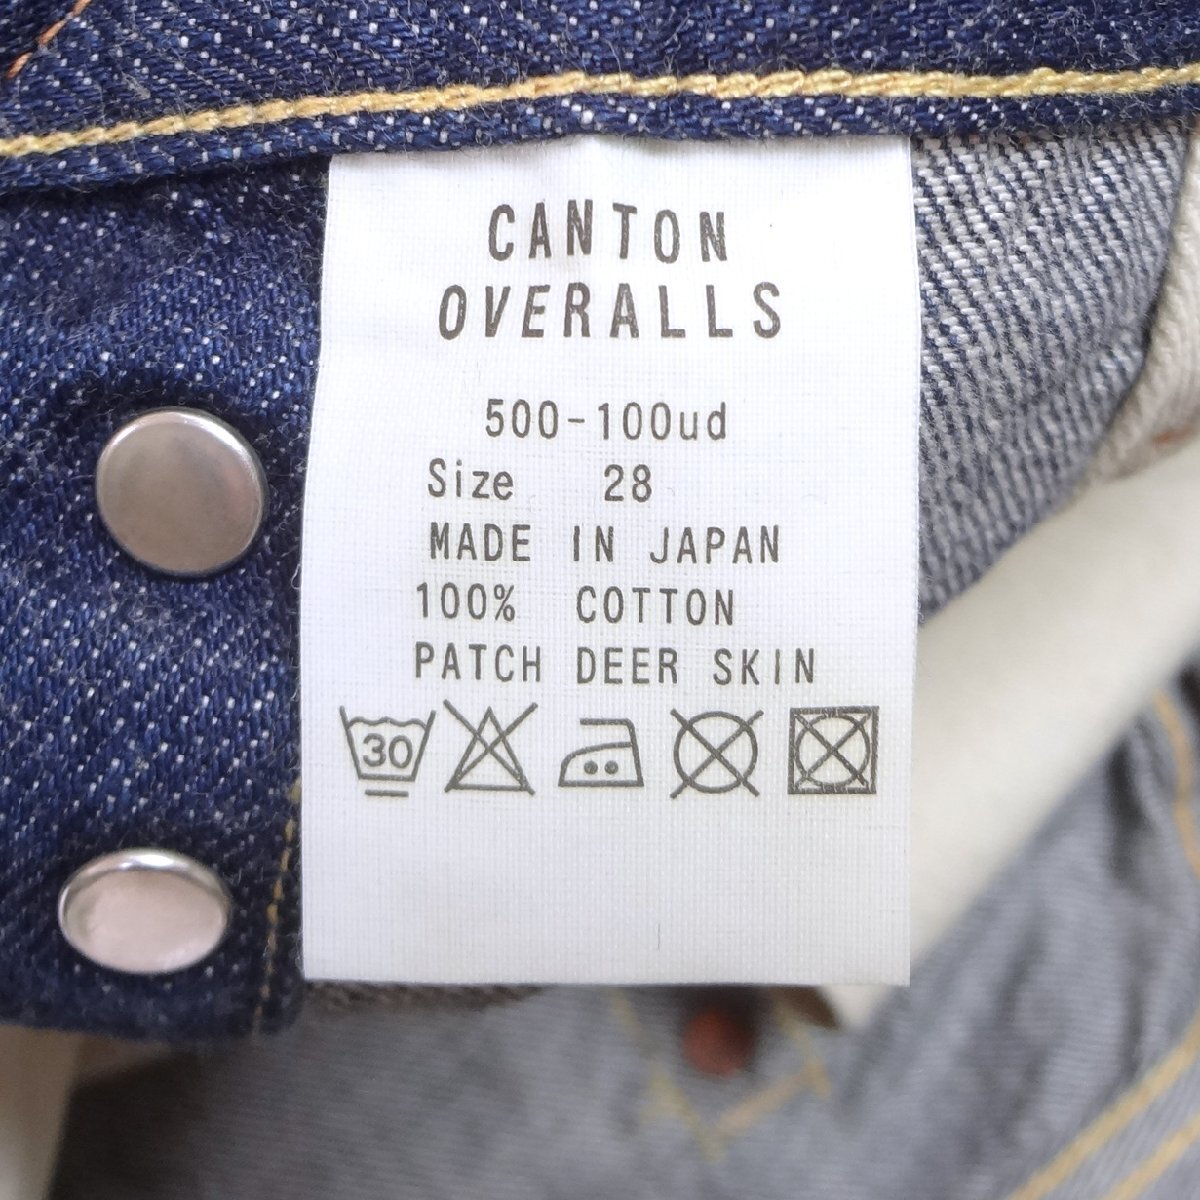 CANTON
OVERALLS
500-100ud
Size 28
MADE IN JAPAN
100% COTTON
PATCH DEER SKIN
30